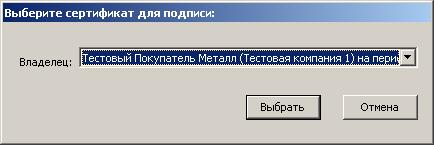 Выберите сертификат для подписи:
Владелец: Тестовый Покупатель Металл (Тестовая компания 1) на пери
Выбрать Отмена